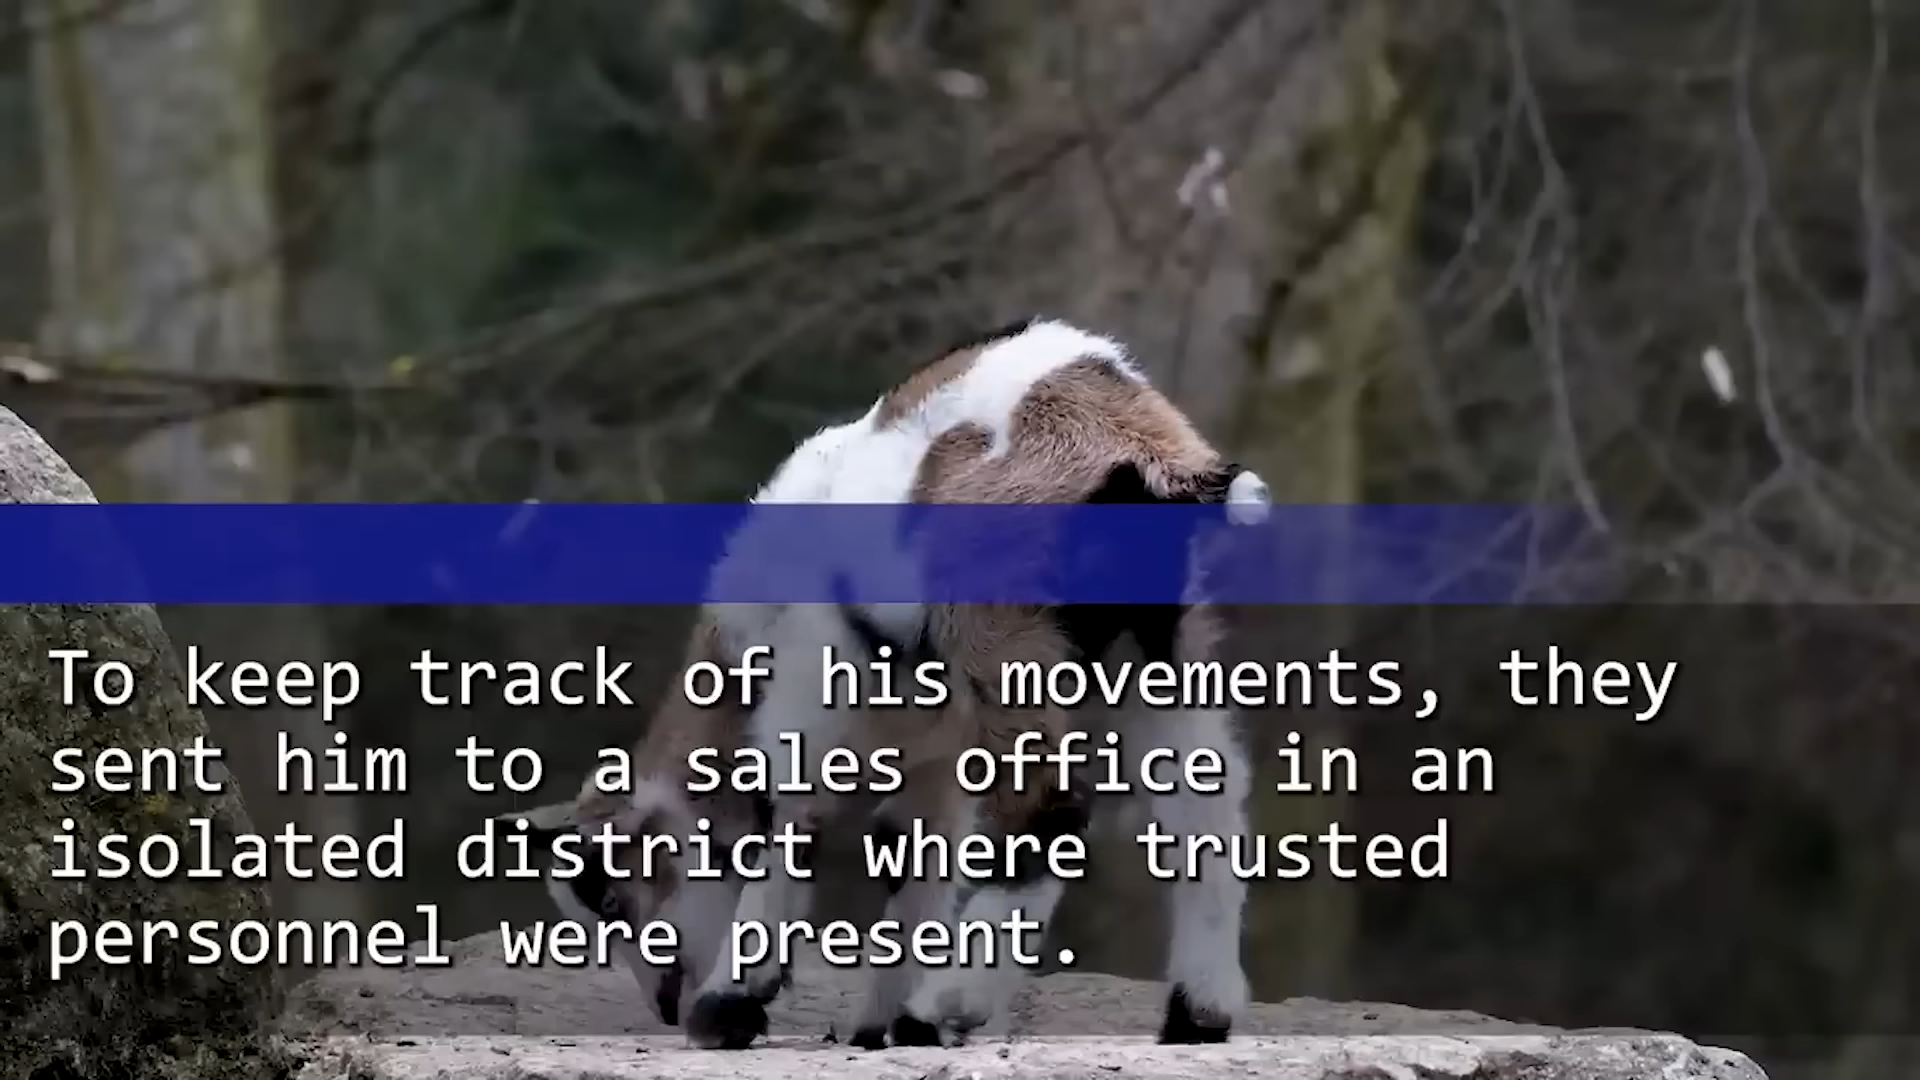 To keep track of his movements, they
sent him to a sales office in an
isolated district where trusted
personnel were present.